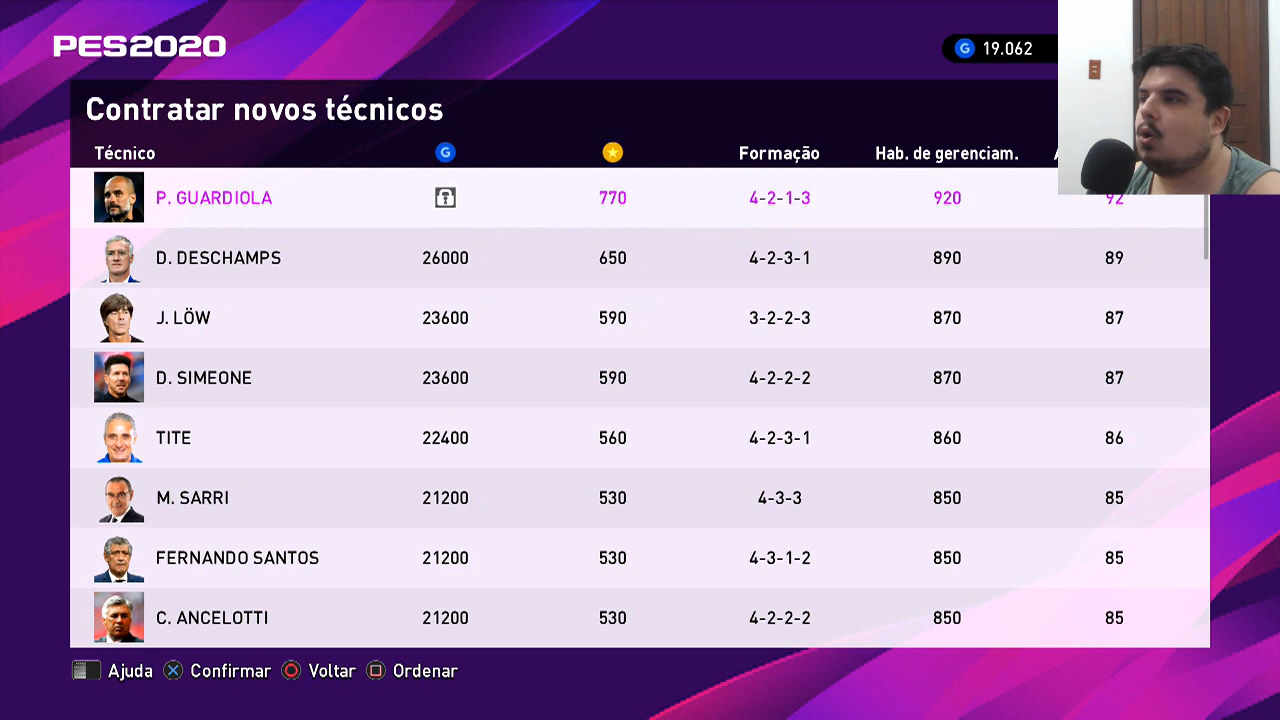 PES2020
G 19.062
Contratar novos técnicos
Técnico G Formação Hab. de gerenciam.
P. GUARDIOLA 770 4-2-1-3 920 92
D. DESCHAMPS 26000 650 4-2-3-1 890 89
J. LÖW 23600 590 3-2-2-3 870 87
D. SIMEONE 23600 590 4-2-2-2 870 87
TITE 22400 560 4-2-3-1 860 86
M. SARRI 21200 530 4-3-3 850 85
FERNANDO SANTOS 21200 530 4-3-1-2 850 85
C. ANCELOTTI 21200 530 4-2-2-2 850 85
Ajuda Confirmar Voltar Ordenar